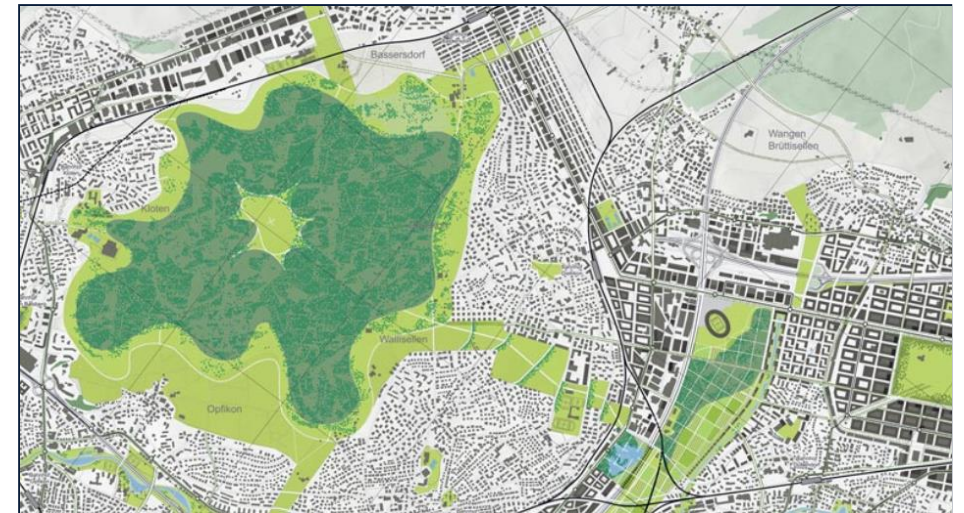 Bassersdorf
Wangen
Brüttisellen
Kloten
Wallisellen
Opfikon